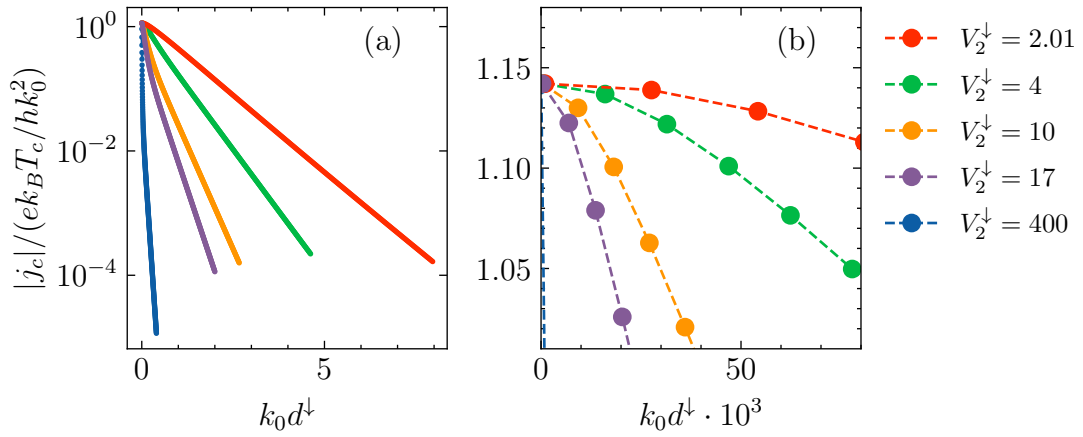 |j_c|/(ek_BT_c/hk_0^2)
10^0
10^{-2}
10^{-4}
(a)
0
5
k_0d^↓
1.15
1.10
1.05
(b)
0
50
k_0d^↓ · 10^3
V_2^↓ = 2.01
V_2^↓ = 4
V_2^↓ = 10
V_2^↓ = 17
V_2^↓ = 400